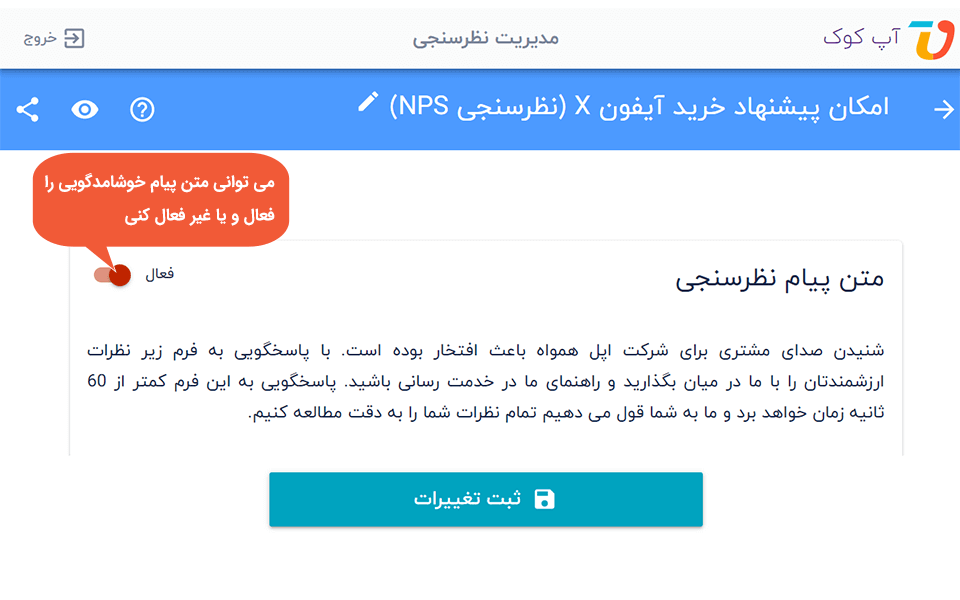 آپ کوک
مدیریت نظرسنجی
خروج
امکان پیشنهاد خرید آیفون X (نظرسنجی NPS)
می توانی متن پیام خوشامدگویی را
فعال و یا غیر فعال کنی
متن پیام نظرسنجی
فعال
شنیدن صدای مشتری برای شرکت اپل همواه باعث افتخار بوده است. با پاسخگویی به فرم زیر نظرات
ارزشمندتان را با ما در میان بگذارید و راهنمای ما در خدمت رسانی باشید. پاسخگویی به این فرم کمتر از 60
ثانیه زمان خواهد برد و ما به شما قول می دهیم تمام نظرات شما را به دقت مطالعه کنیم.
ثبت تغییرات